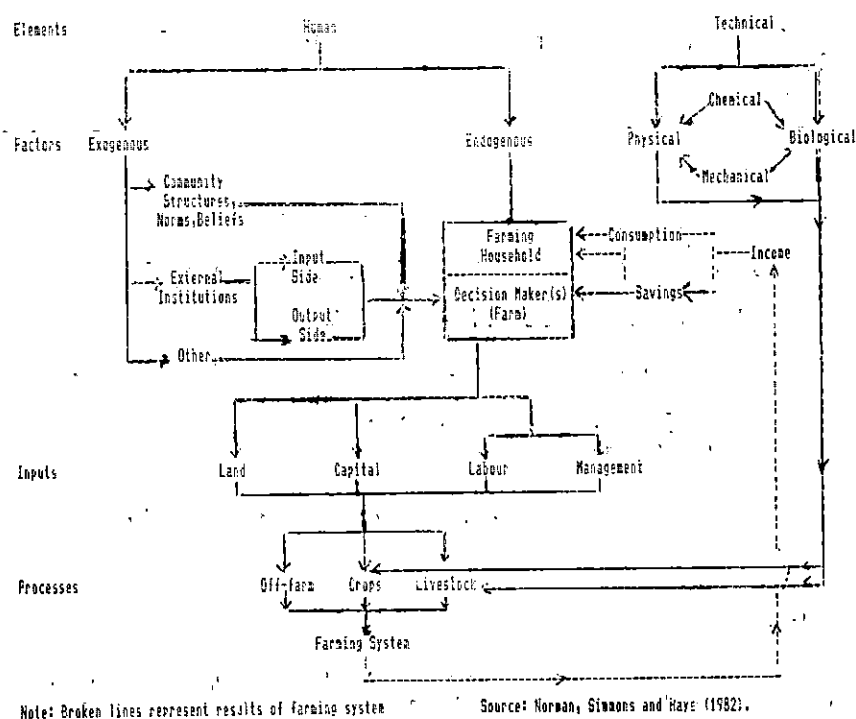 Elements Human Technical
Chemical
Factors Exogenous Endogenous Physical Biological
Mechanical
Community
Structures,
Norms,Beliefs
Farming
Household
Consumption
Income
Input
Side
External
Institutions
Decision Maker(s)
(Farm)
Savings
Output
Side
Other
Inputs Land Capital Labour Management
Processes Off-farm Crops Livestock
Farming System
Note: Broken lines represent results of farming system Source: Norman, Simmons and Hays (1982).